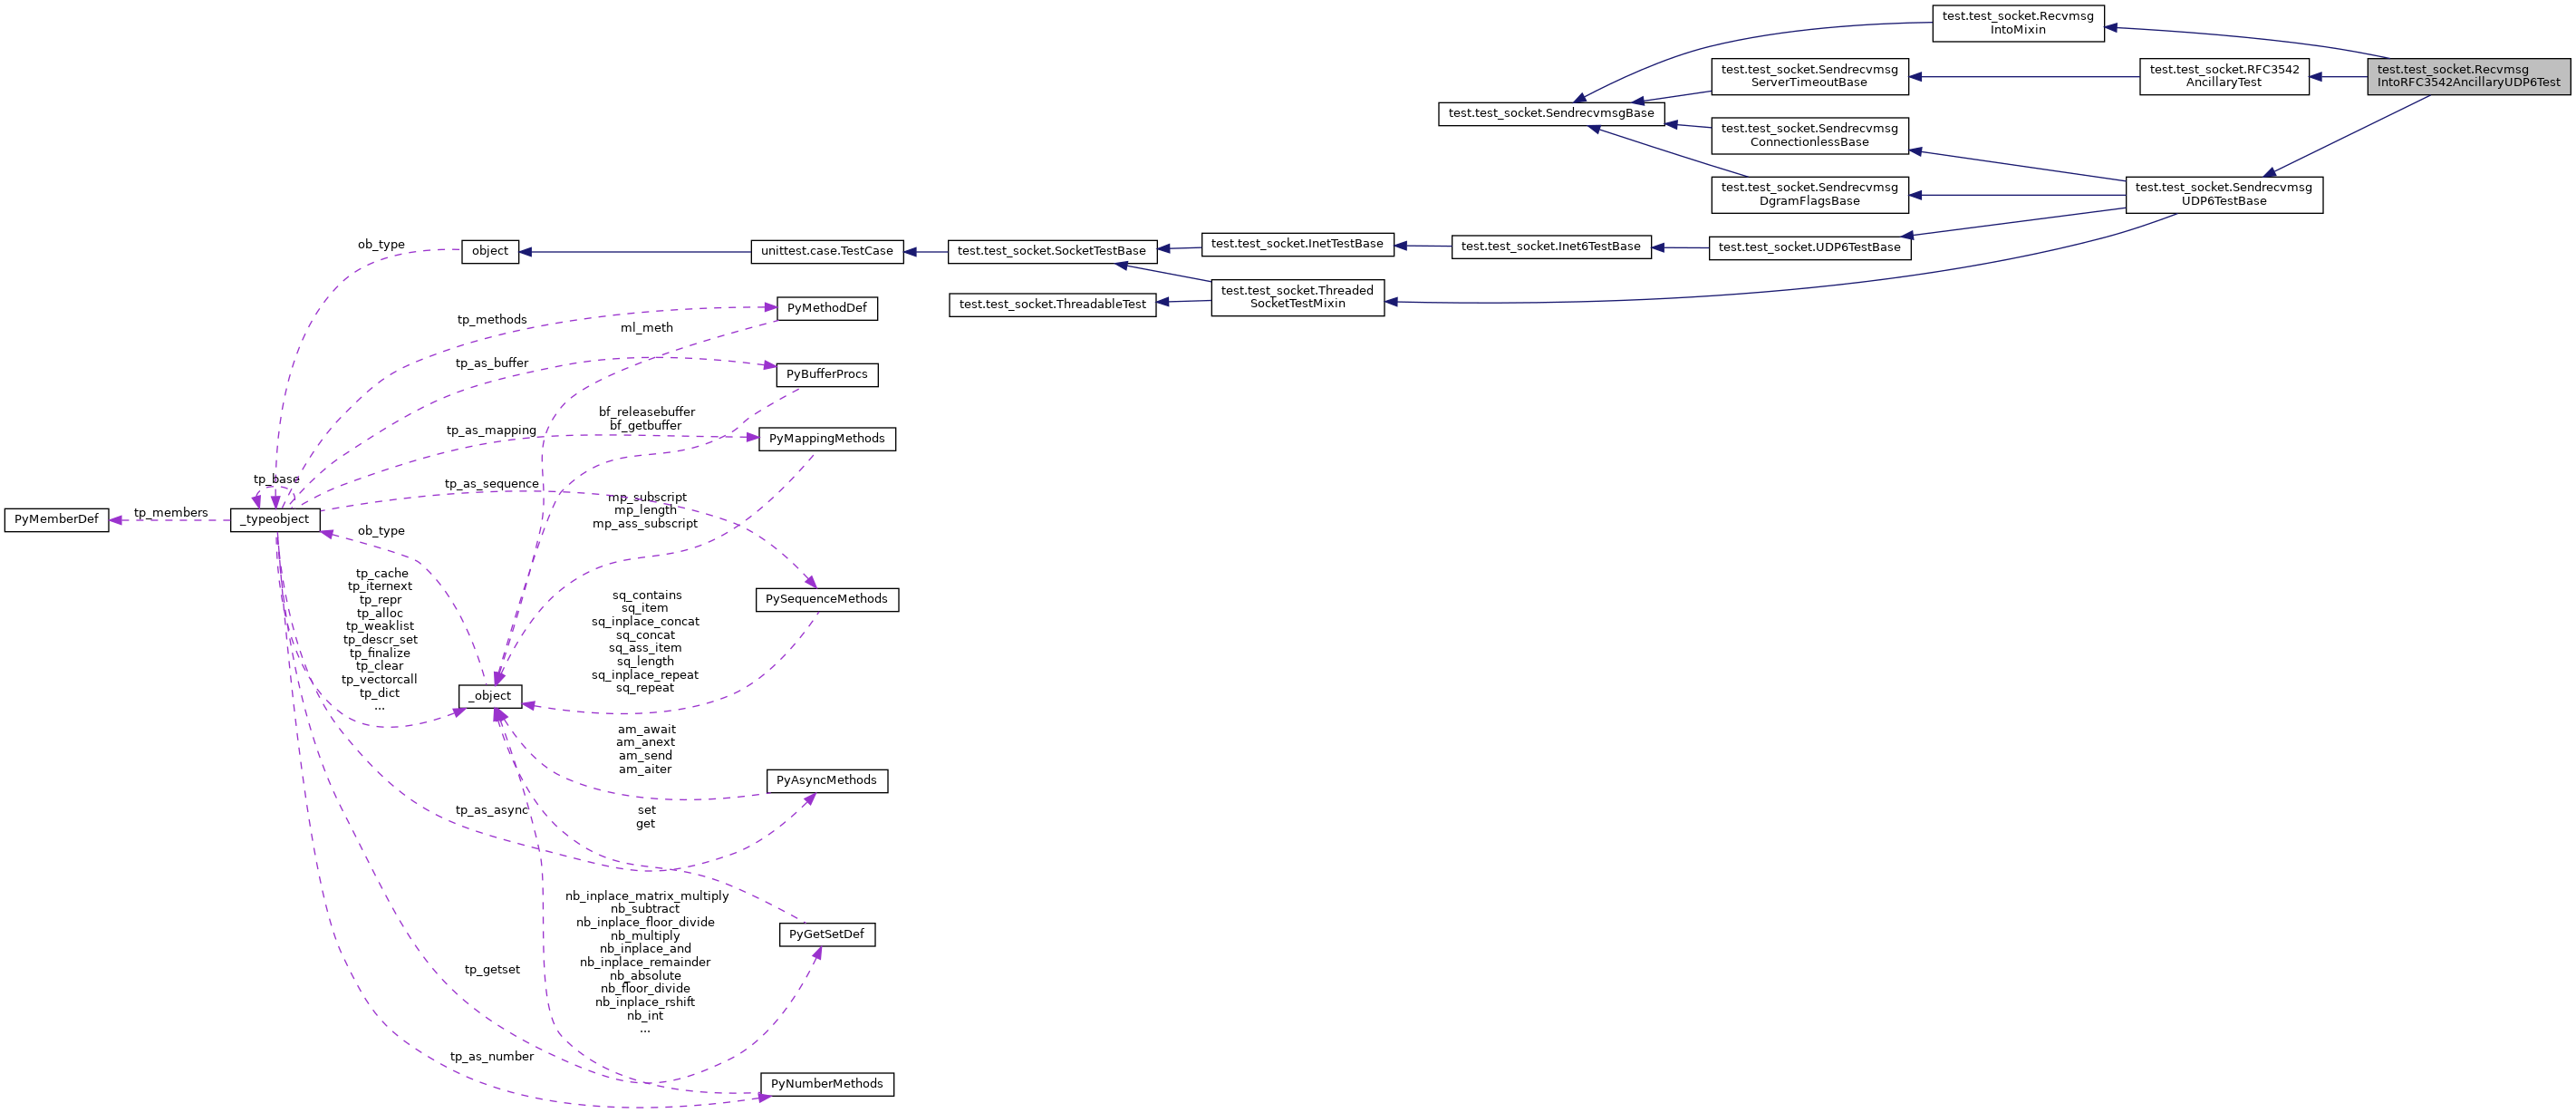 test.test_socket.Recvmsg
IntoMixin
test.test_socket.Sendrecvmsg
ServerTimeoutBase
test.test_socket.RFC3542
AncillaryTest
test.test_socket.Recvmsg
IntoRFC3542AncillaryUDP6Test
test.test_socket.SendrecvmsgBase
test.test_socket.Sendrecvmsg
ConnectionlessBase
test.test_socket.Sendrecvmsg
DgramFlagsBase
test.test_socket.Sendrecvmsg
UDP6TestBase
ob_type
object
unittest.case.TestCase
test.test_socket.SocketTestBase
test.test_socket.InetTestBase
test.test_socket.Inet6TestBase
test.test_socket.UDP6TestBase
test.test_socket.ThreadableTest
test.test_socket.Threaded
SocketTestMixin
tp_methods
PyMethodDef
ml_meth
tp_as_buffer
PyBufferProcs
bf_releasebuffer
bf_getbuffer
tp_as_mapping
PyMappingMethods
tp_base
tp_as_sequence
mp_subscript
mp_length
mp_ass_subscript
PyMemberDef
tp_members
_typeobject
ob_type
tp_cache
tp_iternext
tp_repr
tp_alloc
tp_weaklist
tp_descr_set
tp_finalize
tp_clear
tp_vectorcall
tp_dict
...
sq_contains
sq_item
sq_inplace_concat
sq_concat
sq_ass_item
sq_length
sq_inplace_repeat
sq_repeat
PySequenceMethods
_object
am_await
am_anext
am_send
am_aiter
PyAsyncMethods
tp_as_async
set
get
nb_inplace_matrix_multiply
nb_subtract
nb_inplace_floor_divide
nb_multiply
nb_inplace_and
nb_inplace_remainder
nb_absolute
nb_floor_divide
nb_inplace_rshift
nb_int
...
PyGetSetDef
tp_getset
tp_as_number
PyNumberMethods